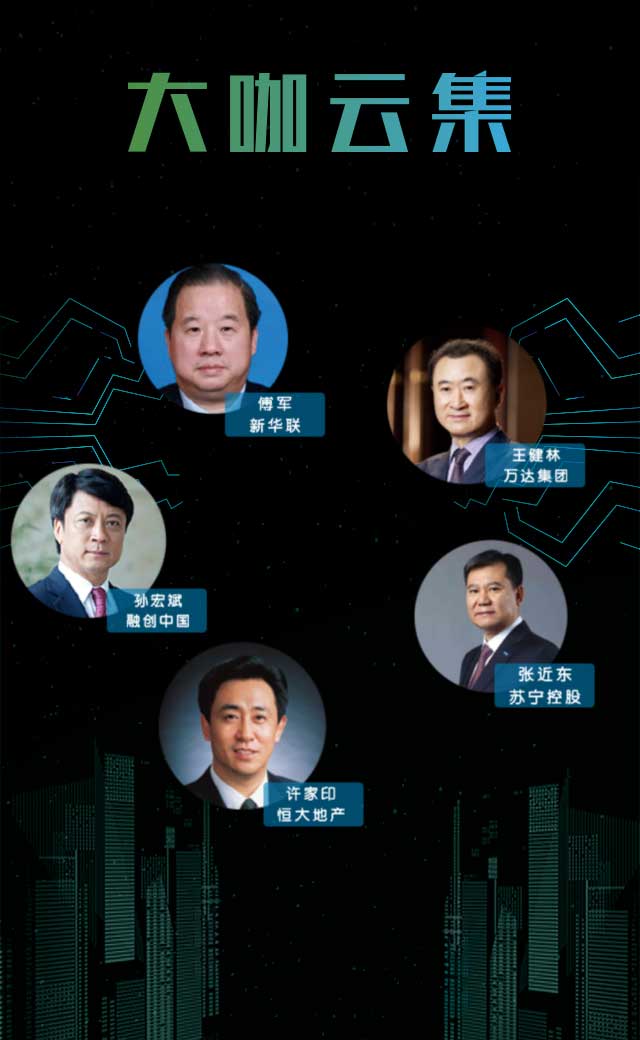 大咖云集
傅军
新华联
王健林
万达集团
孙宏斌
融创中国
张近东
苏宁控股
许家印
恒大地产